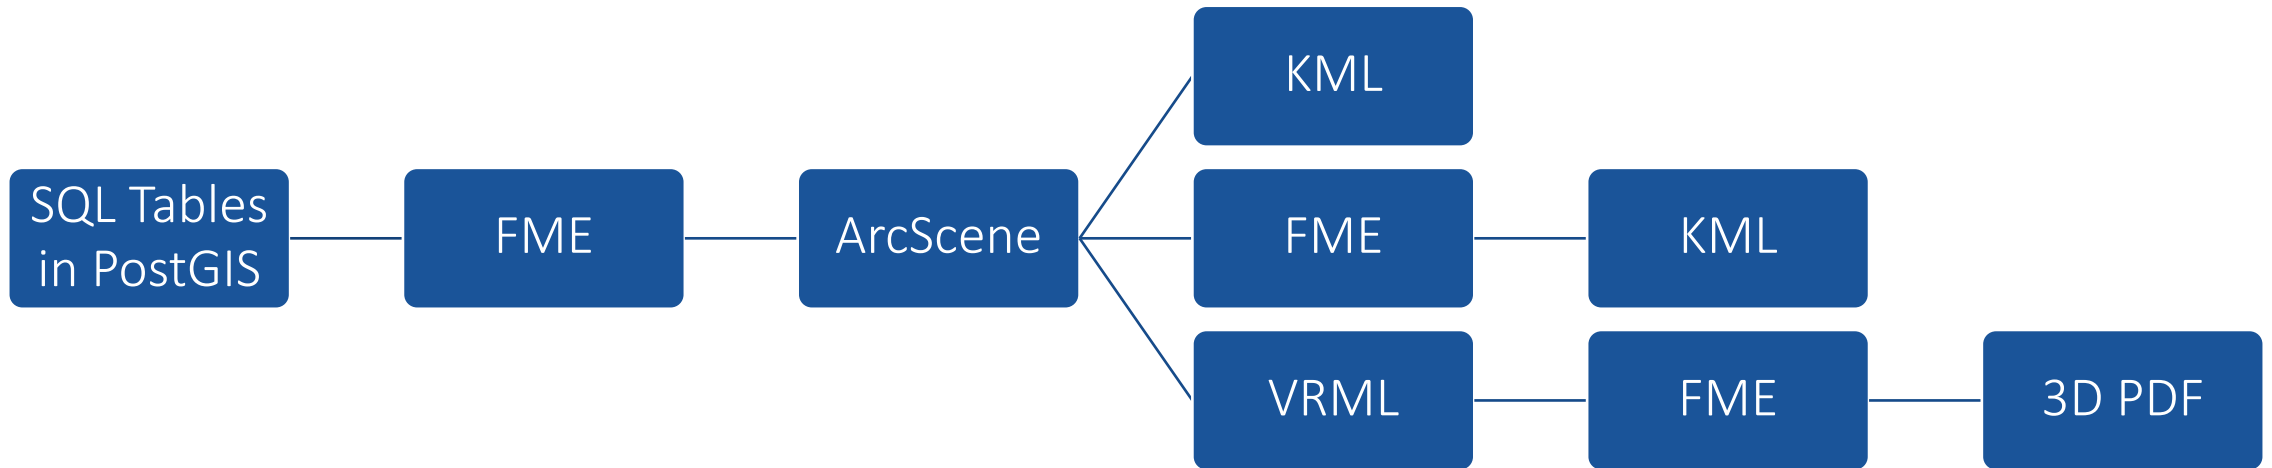 KML
SQL Tables
in PostGIS
FME
ArcScene
FME
KML
VRML
FME
3D PDF